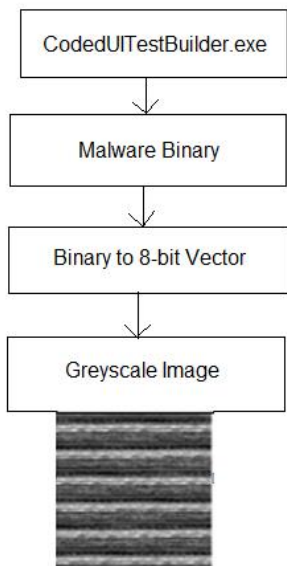 CodedUITestBuilder.exe
Malware Binary
Binary to 8-bit Vector
Greyscale Image